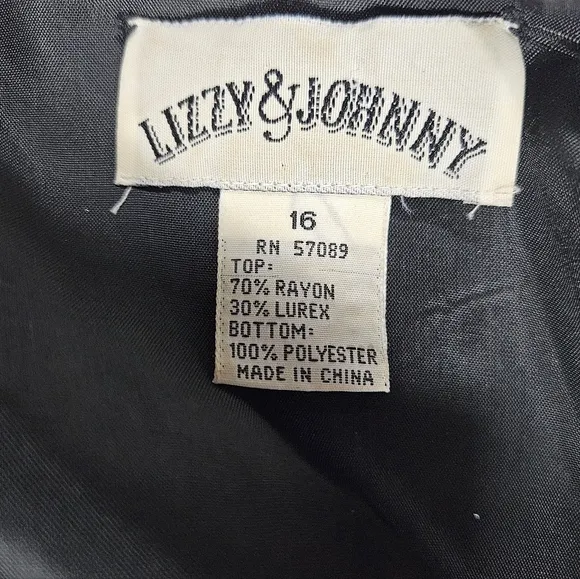 LIZZY&JOHNNY
16
RN 57089
TOP:
70% RAYON
30% LUREX
BOTTOM:
100% POLYESTER
MADE IN CHINA